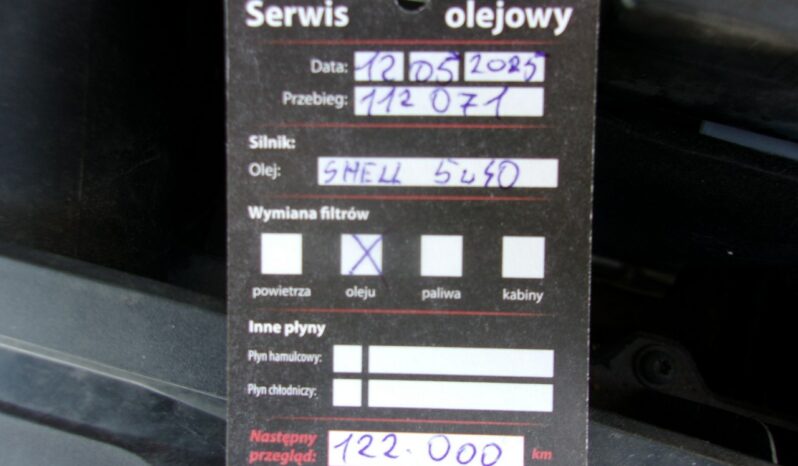 Serwis olejowy
Data: 12 05 2025
Przebieg: 112 071
Silnik:
Olej: SHELL 5w40
Wymiana filtrów
X
powietrza oleju paliwa kabiny
Inne płyny
Płyn hamulcowy:
Płyn chłodniczy:
Następny przegląd: 122.000 km